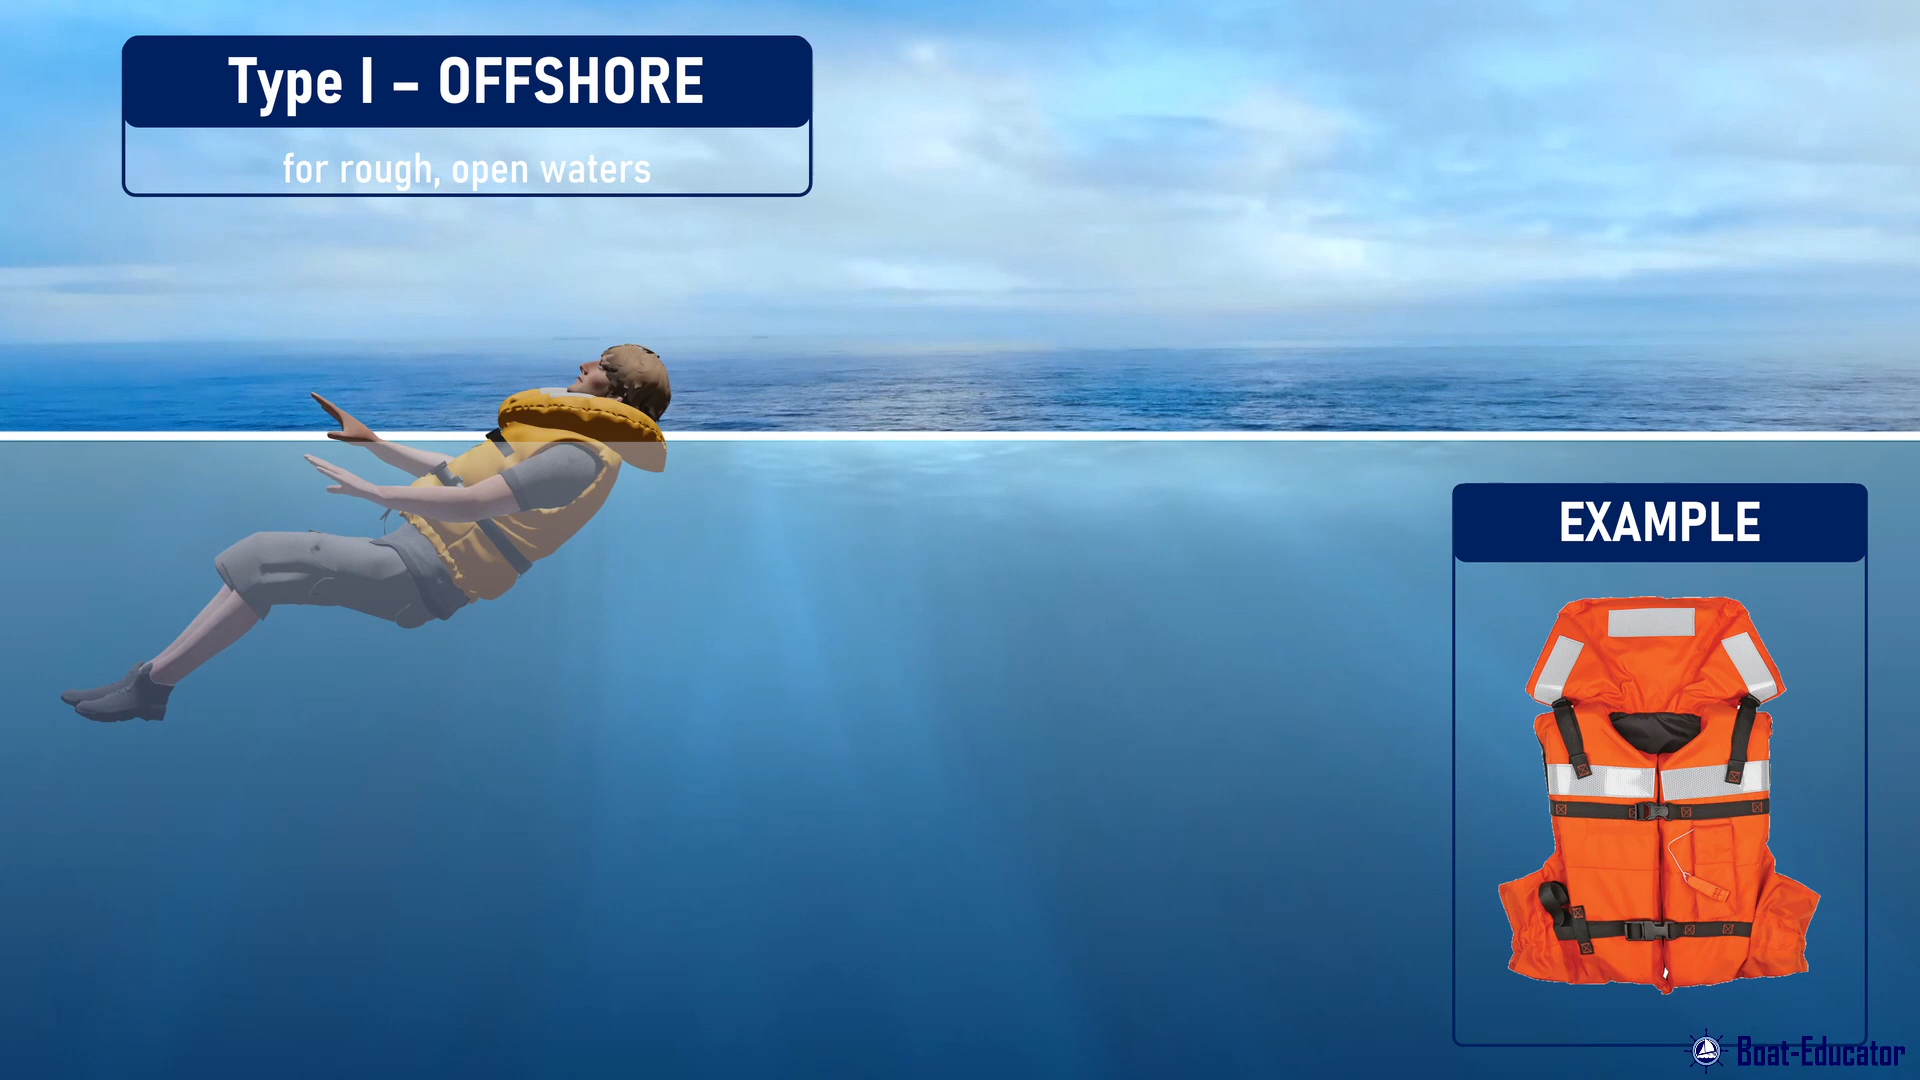 Type I – OFFSHORE
for rough, open waters
EXAMPLE
Boat-Educator